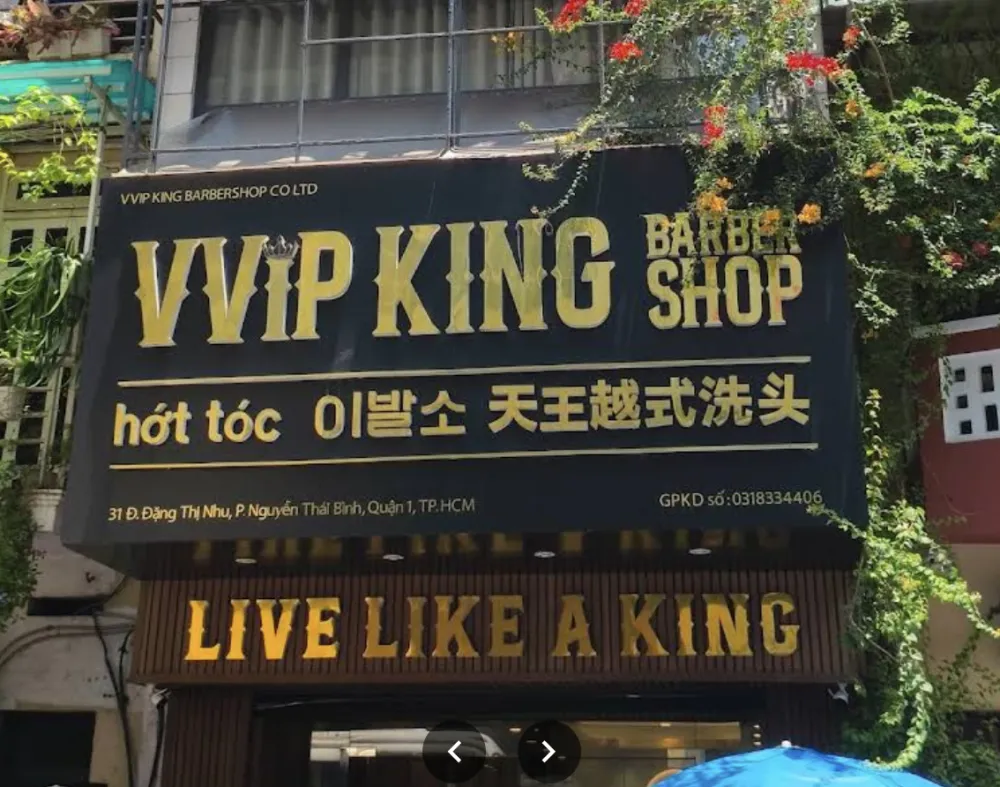 VVIP KING BARBERSHOP CO LTD
VVIP KING BARBER SHOP
hớt tóc 이발소 天王越式洗头
31 Đ. Đặng Thị Nhu, P. Nguyễn Thái Bình, Quận 1, TP. HCM
GPKD số: 0318334406
LIVE LIKE A KING